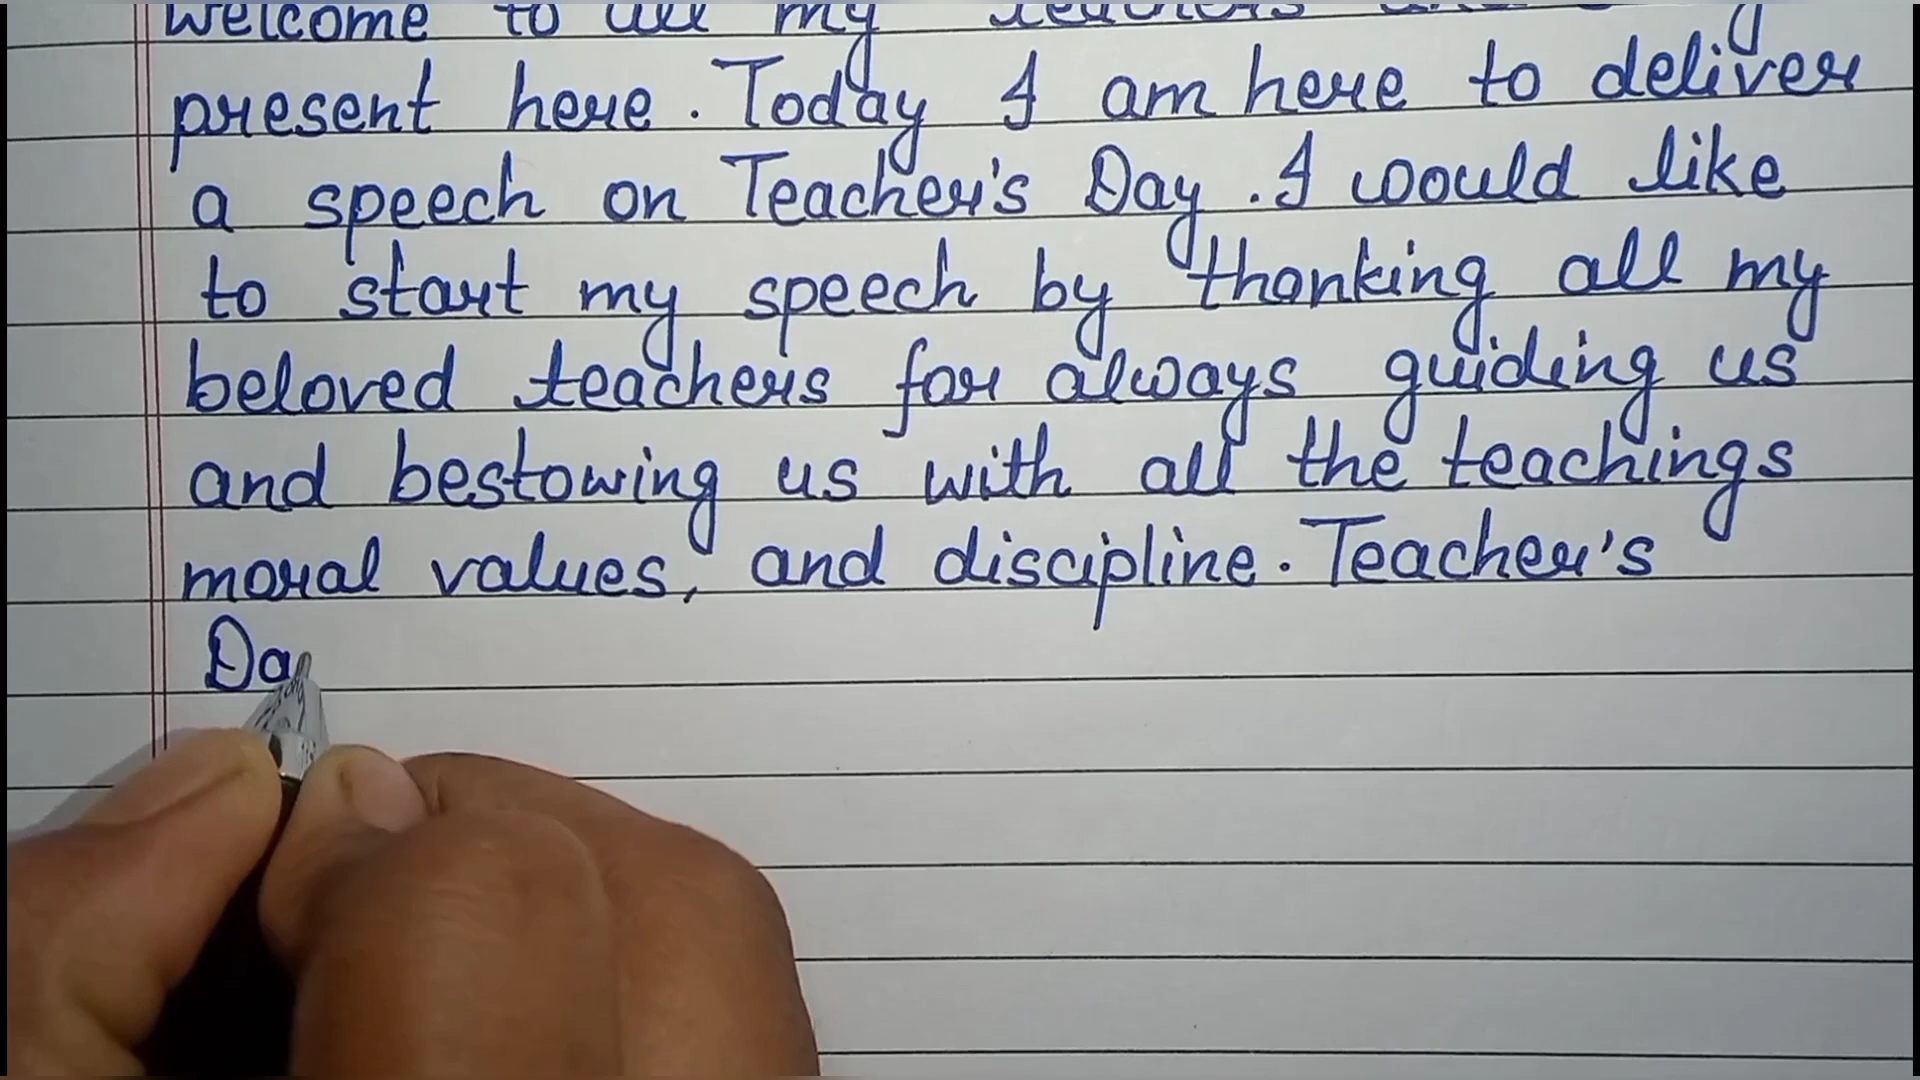 welcome to all my teachers
present here. Today I am here to deliver
a speech on Teacher's Day. I would like
to start my speech by thanking all my
beloved teachers for always guiding us
and bestowing us with all the teachings
moral values, and discipline. Teacher's
Da